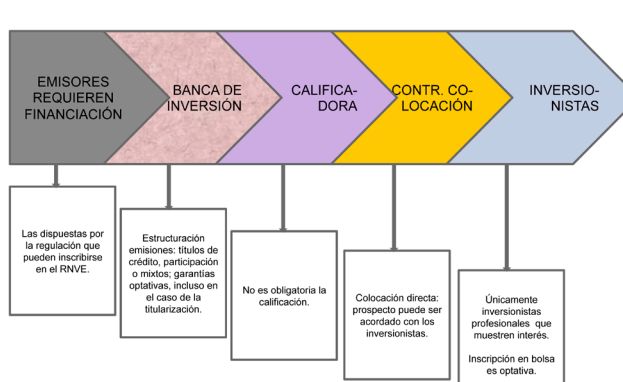 EMISORES
REQUIEREN
FINANCIACIÓN
BANCA DE
INVERSIÓN
CALIFICA-
DORA
CONTR. CO-
LOCACIÓN
INVERSIO-
NISTAS
Las dispuestas por
la regulación que
pueden inscribirse
en el RNVE.
Estructuración
emisiones: títulos de
crédito, participación
o mixtos; garantías
optativas, incluso en
el caso de la
titularización.
No es obligatoria la
calificación.
Colocación directa:
prospecto puede ser
acordado con los
inversionistas.
Únicamente
inversionistas
profesionales que
muestren interés.
Inscripción en bolsa
es optativa.